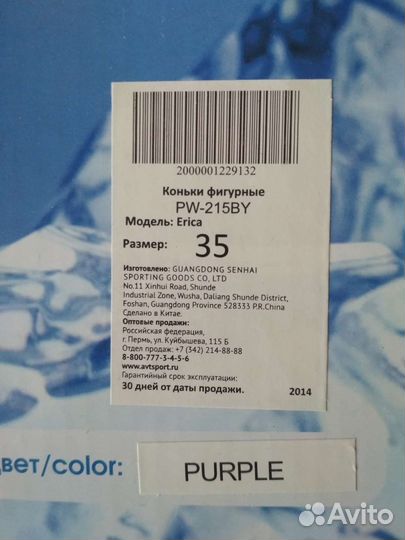 2000001229132
Коньки фигурные
PW-215BY
Модель: Erica
Размер: 35
Изготовлено: GUANGDONG SENHAI
SPORTING GOODS CO, LTD
No.11 Xinhui Road, Shunde
Industrial Zone, Wusha, Daliang Shunde District,
Foshan, Guangdong Province 528333 P.R.China
Сделано в Китае.
Оптовые продажи:
Российская федерация,
г. Пермь, ул. Куйбышева, 115 Б
Отдел продаж: +7 (342) 214-88-88
8-800-777-3-4-5-6
www.avtsport.ru
Гарантийный срок эксплуатации:
30 дней от даты продажи. 2014
цвет/color: PURPLE
Avito